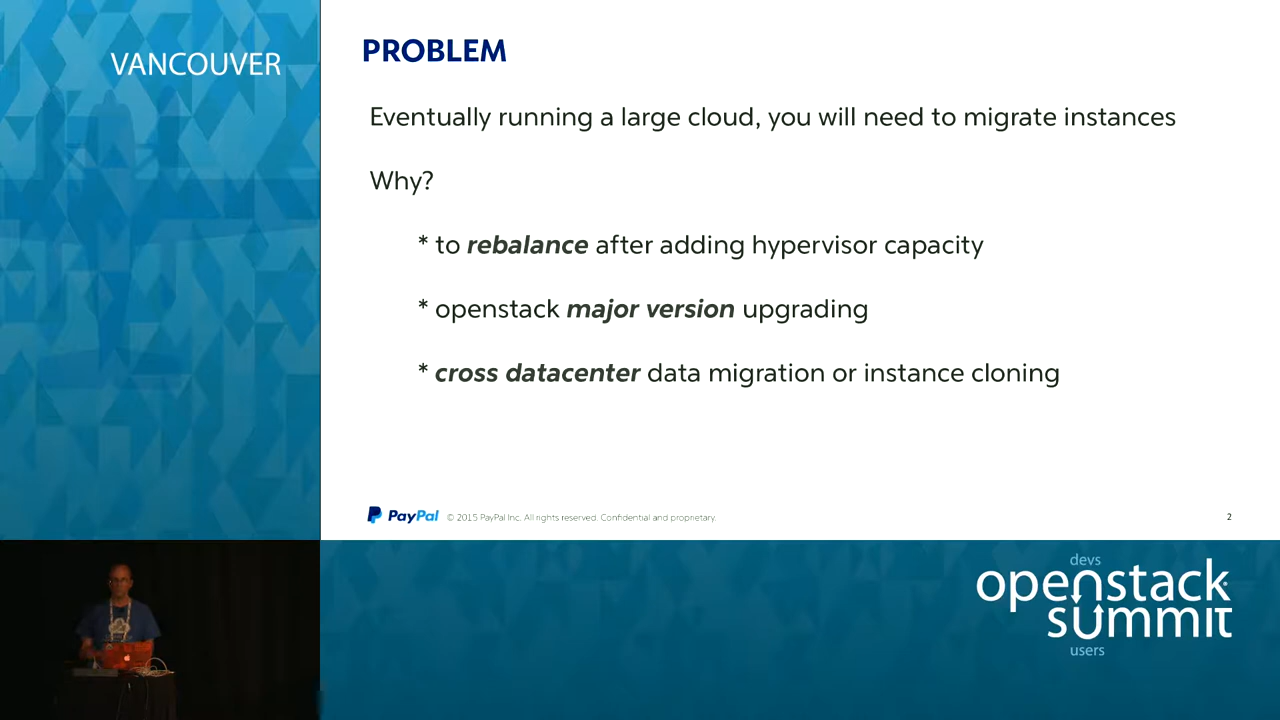 VANCOUVER
PROBLEM
Eventually running a large cloud, you will need to migrate instances
Why?
* to rebalance after adding hypervisor capacity
* openstack major version upgrading
* cross datacenter data migration or instance cloning
PayPal © 2015 PayPal Inc. All rights reserved. Confidential and proprietary.
2
devs
openstack
summit
users